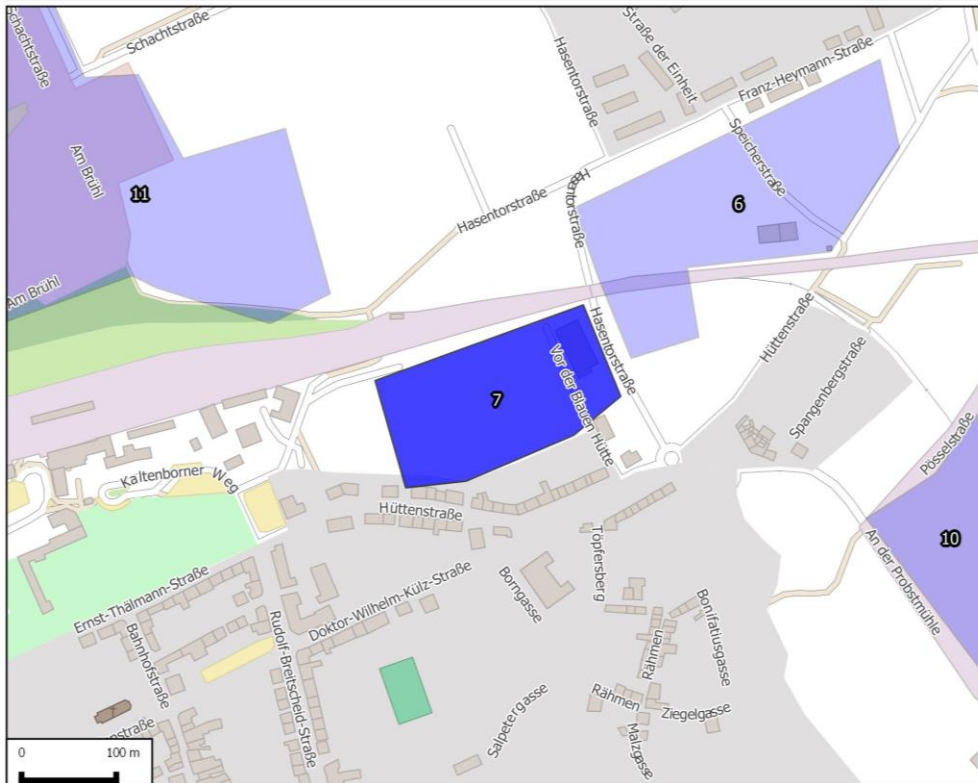 Schachtstraße
Schachtstraße
Hasentorstraße
Straße der Einheit
Franz-Heymann-Straße
Speicherstraße
Am Brühl
11
Hasentorstraße
Hasentorstraße
6
Am Brühl
Hasentorstraße
Vor der Blauen Hütte
Hüttenstraße
Spangenbergstraße
7
Pösselstraße
Kaltenborner Weg
Hüttenstraße
Töpfersberg
An der Probstmühle
10
Ernst-Thälmann-Straße
Doktor-Wilhelm-Külz-Straße
Borngasse
Bonifatiusgasse
Bahnhofstraße
Rudolf-Breitscheid-Straße
Rähmen
Rähmen
Ziegelgasse
Salpetergasse
Malzgasse
0 100 m